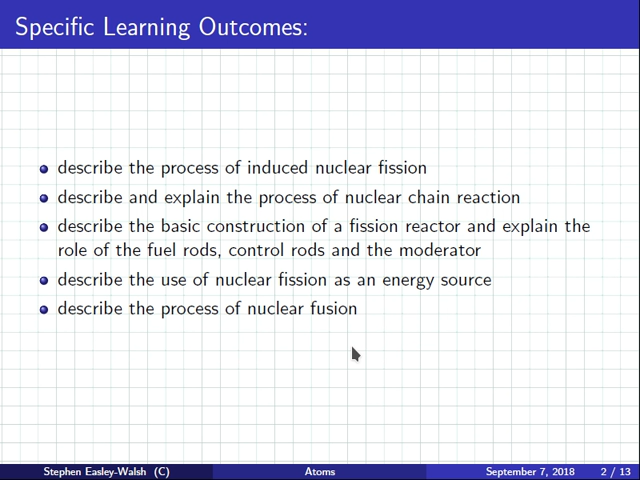 Specific Learning Outcomes:
describe the process of induced nuclear fission
describe and explain the process of nuclear chain reaction
describe the basic construction of a fission reactor and explain the
role of the fuel rods, control rods and the moderator
describe the use of nuclear fission as an energy source
describe the process of nuclear fusion
Stephen Easley-Walsh (C) Atoms September 7, 2018 2 / 13